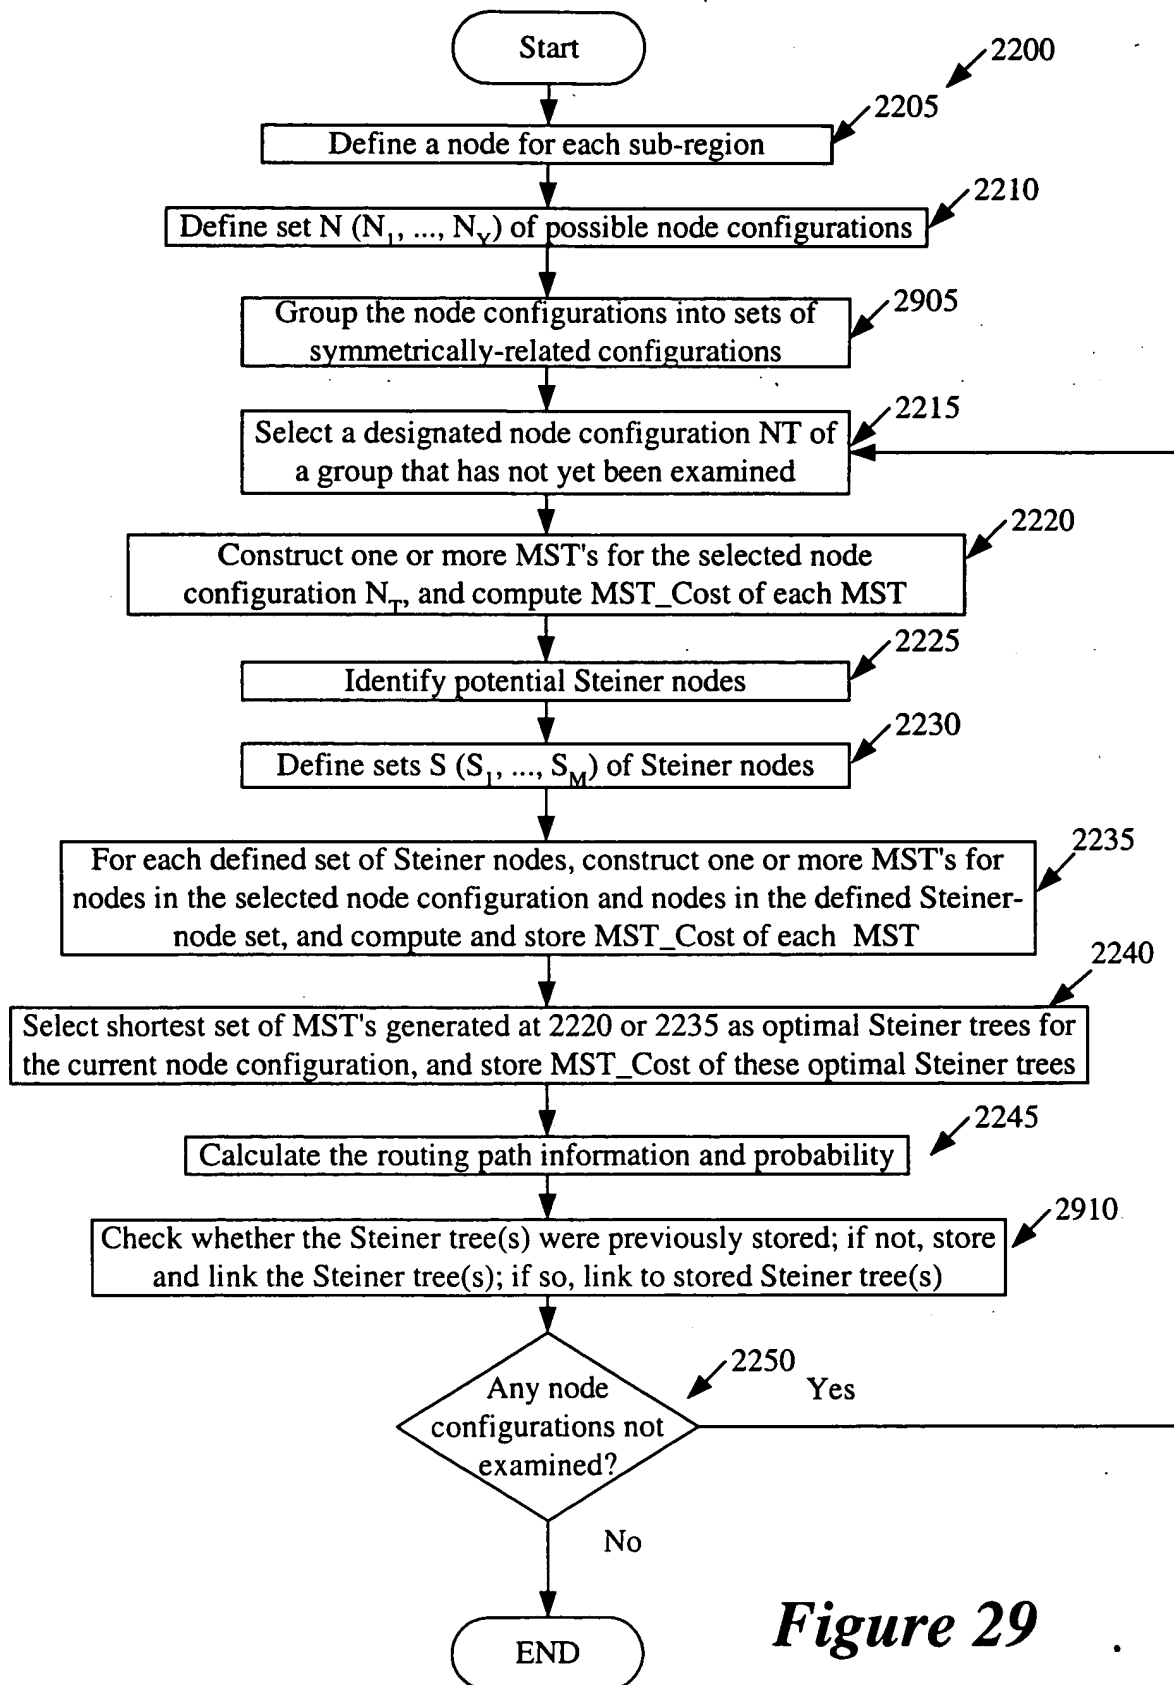 Start
2200
2205
Define a node for each sub-region
2210
Define set N (N1, ..., NY) of possible node configurations
2905
Group the node configurations into sets of
symmetrically-related configurations
2215
Select a designated node configuration NT of
a group that has not yet been examined
2220
Construct one or more MST's for the selected node
configuration NT, and compute MST_Cost of each MST
2225
Identify potential Steiner nodes
2230
Define sets S (S1, ..., SM) of Steiner nodes
2235
For each defined set of Steiner nodes, construct one or more MST's for
nodes in the selected node configuration and nodes in the defined Steiner-
node set, and compute and store MST_Cost of each MST
2240
Select shortest set of MST's generated at 2220 or 2235 as optimal Steiner trees for
the current node configuration, and store MST_Cost of these optimal Steiner trees
2245
Calculate the routing path information and probability
2910
Check whether the Steiner tree(s) were previously stored; if not, store
and link the Steiner tree(s); if so, link to stored Steiner tree(s)
2250
Yes
Any node
configurations not
examined?
No
END
Figure 29